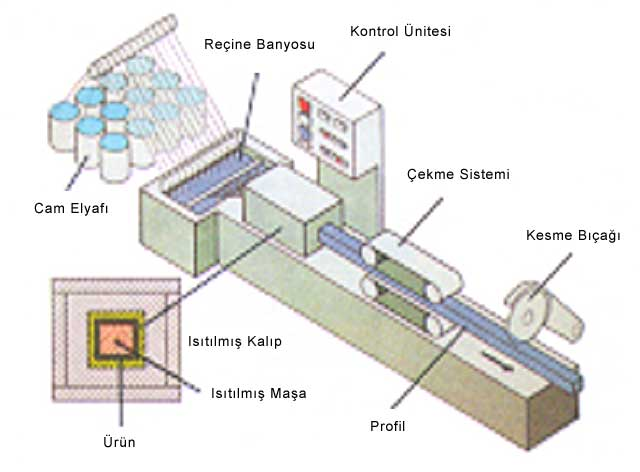 Reçine Banyosu
Kontrol Ünitesi
Çekme Sistemi
Cam Elyafı
Kesme Bıçağı
Isıtılmış Kalıp
Isıtılmış Maşa
Profil
Ürün